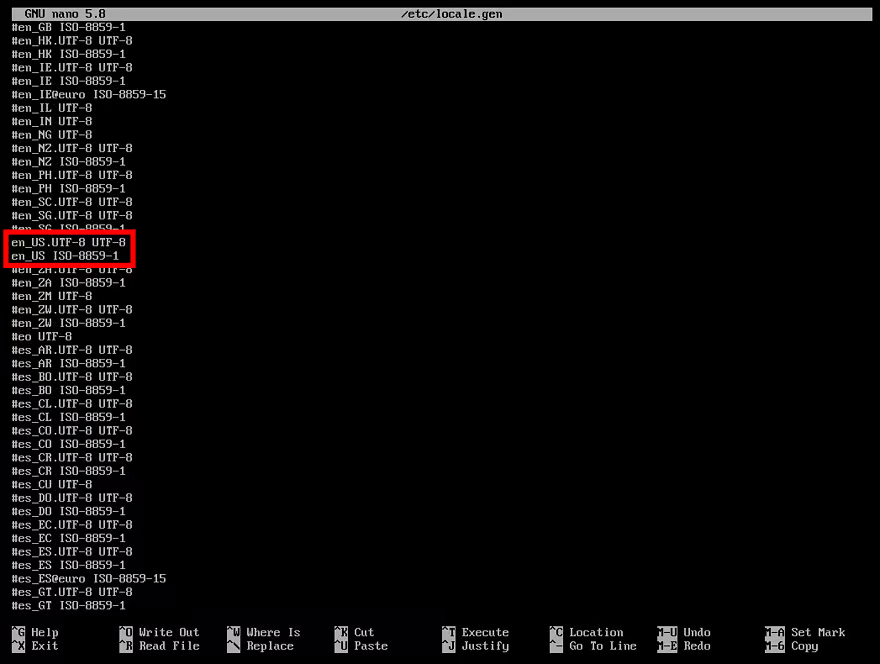 GNU nano 5.8 /etc/locale.gen
#en_GB ISO-8859-1
#en_HK.UTF-8 UTF-8
#en_HK ISO-8859-1
#en_IE.UTF-8 UTF-8
#en_IE ISO-8859-1
#en_IE@euro ISO-8859-15
#en_IL UTF-8
#en_IN UTF-8
#en_NG UTF-8
#en_NZ.UTF-8 UTF-8
#en_NZ ISO-8859-1
#en_PH.UTF-8 UTF-8
#en_PH ISO-8859-1
#en_SC.UTF-8 UTF-8
#en_SG.UTF-8 UTF-8
#en_SG ISO-8859-1
en_US.UTF-8 UTF-8
en_US ISO-8859-1
#en_ZA.UTF-8 UTF-8
#en_ZA ISO-8859-1
#en_ZM UTF-8
#en_ZW.UTF-8 UTF-8
#en_ZW ISO-8859-1
#eo UTF-8
#es_AR.UTF-8 UTF-8
#es_AR ISO-8859-1
#es_BO.UTF-8 UTF-8
#es_BO ISO-8859-1
#es_CL.UTF-8 UTF-8
#es_CL ISO-8859-1
#es_CO.UTF-8 UTF-8
#es_CO ISO-8859-1
#es_CR.UTF-8 UTF-8
#es_CR ISO-8859-1
#es_CU UTF-8
#es_DO.UTF-8 UTF-8
#es_DO ISO-8859-1
#es_EC.UTF-8 UTF-8
#es_EC ISO-8859-1
#es_ES.UTF-8 UTF-8
#es_ES ISO-8859-1
#es_ES@euro ISO-8859-15
#es_GT.UTF-8 UTF-8
#es_GT ISO-8859-1
^G Help ^O Write Out ^W Where Is ^K Cut ^T Execute ^C Location M-U Undo M-A Set Mark
^X Exit ^R Read File ^\ Replace ^U Paste ^J Justify ^_ Go To Line M-E Redo M-6 Copy